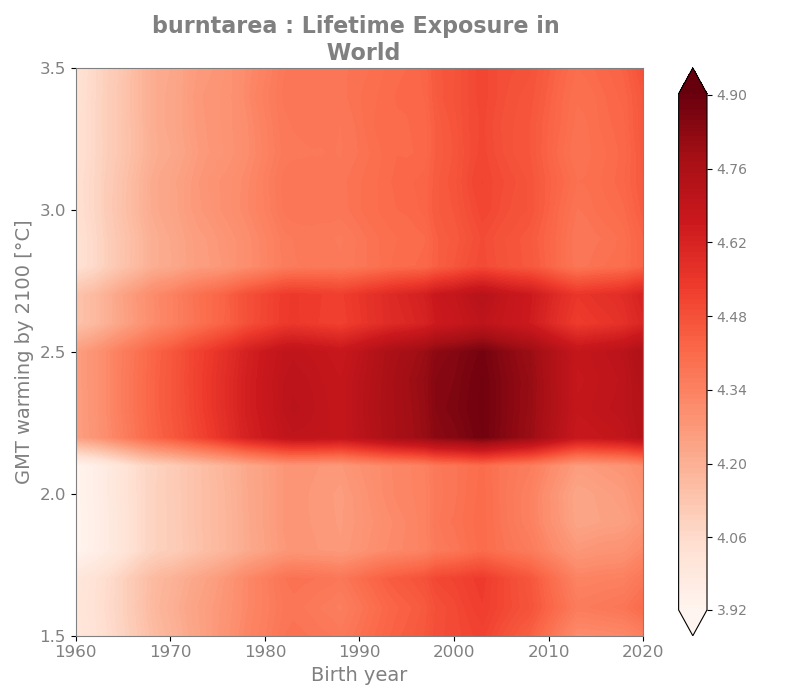 burntarea : Lifetime Exposure in
World
3.5
3.0
2.5
2.0
1.5
GMT warming by 2100 [°C]
1960 1970 1980 1990 2000 2010 2020
Birth year
4.90
4.76
4.62
4.48
4.34
4.20
4.06
3.92